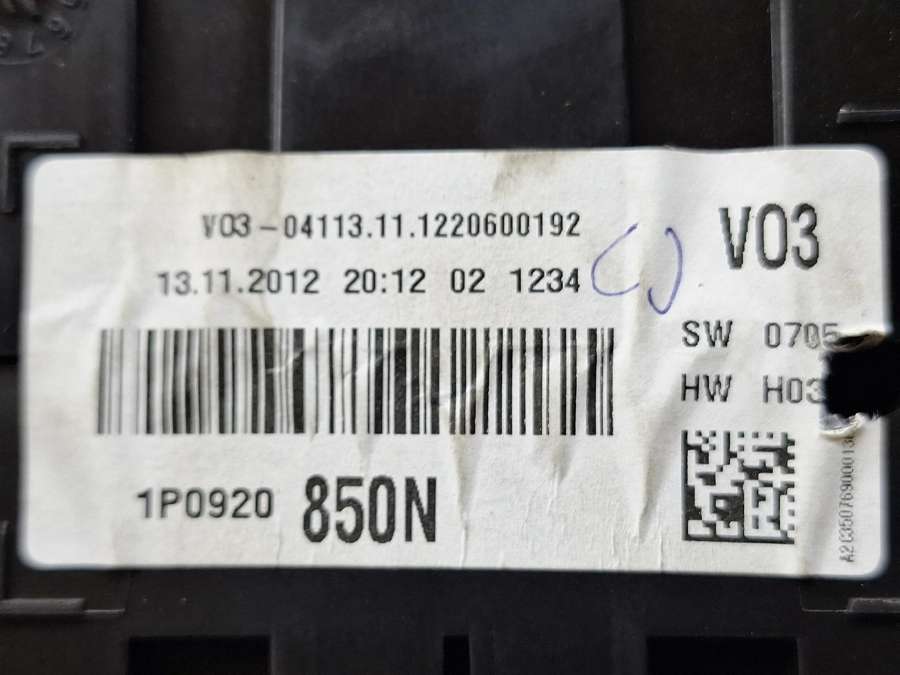 V03-04113.11.1220600192
13.11.2012 20:12 02 1234
V03
SW 0705
HW H03
1P0920 850N